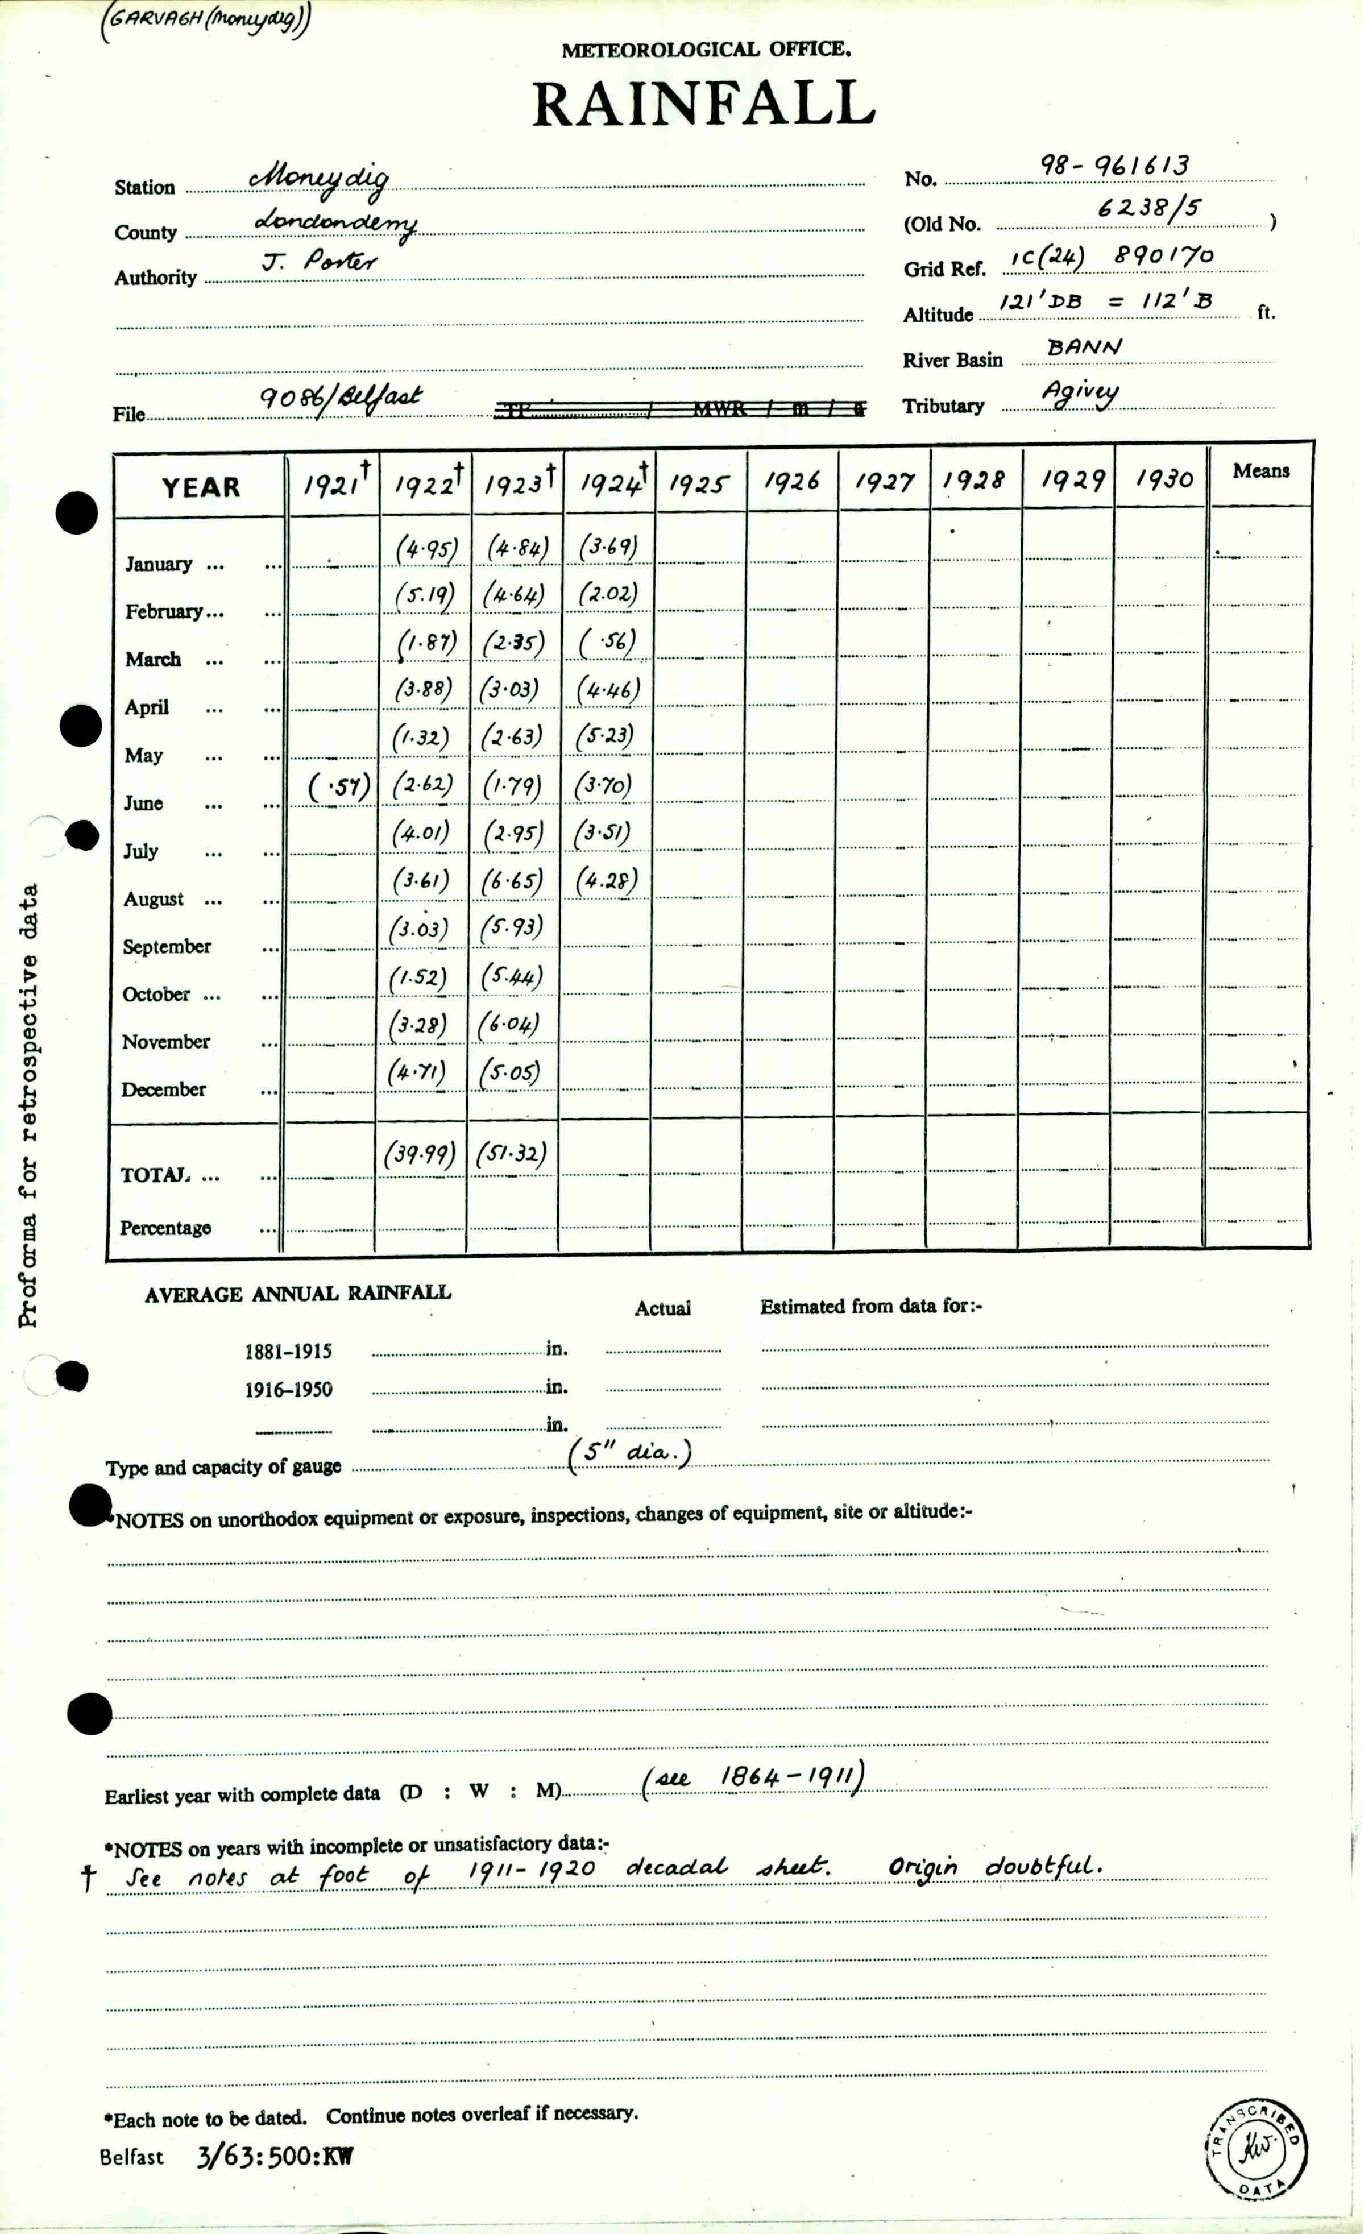 (GARVAGH (Moneydig))
METEOROLOGICAL OFFICE.
RAINFALL
Station Moneydig
No. 98-961613
County Londonderry
(Old No. 6238/5 )
Authority J. Porter
Grid Ref. IC(24) 890170
Altitude 121'DB = 112'B ft.
River Basin BANN
File 9086/Belfast TF / MWR / m / a
Tributary Agivey
YEAR 1921† 1922† 1923† 1924† 1925 1926 1927 1928 1929 1930 Means
January ... ... (4.95) (4.84) (3.69)
February ... ... (5.19) (4.64) (2.02)
March ... ... (1.87) (2.35) ( .56)
April ... ... (3.88) (3.03) (4.46)
May ... ... (1.32) (2.63) (5.23)
June ... ... ( .57) (2.62) (1.79) (3.70)
July ... ... (4.01) (2.95) (3.51)
August ... ... (3.61) (6.65) (4.28)
September ... (3.03) (5.93)
October ... ... (1.52) (5.44)
November ... (3.28) (6.04)
December ... (4.71) (5.05)
TOTAL ... ... (39.99) (51.32)
Percentage ...
Proforma for retrospective data
AVERAGE ANNUAL RAINFALL
Actual Estimated from data for:-
1881-1915 in.
1916-1950 in.
in.
Type and capacity of gauge (5" dia.)
*NOTES on unorthodox equipment or exposure, inspections, changes of equipment, site or altitude:-
Earliest year with complete data (D : W : M) (see 1864-1911)
*NOTES on years with incomplete or unsatisfactory data:-
† See notes at foot of 1911-1920 decadal sheet. Origin doubtful.
*Each note to be dated. Continue notes overleaf if necessary.
Belfast 3/63:500:KW
TRANSCRIBED
KW
DATA